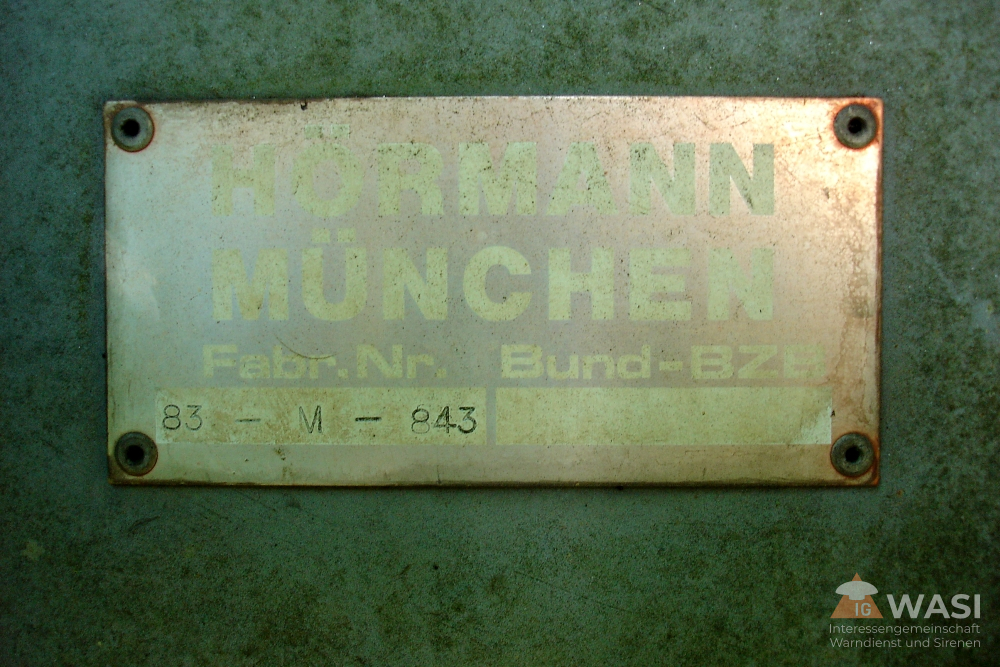 HÖRMANN
MÜNCHEN
Fabr.Nr. Bund-BZB
83 - M - 843
IG WASI
Interessengemeinschaft
Warndienst und Sirenen